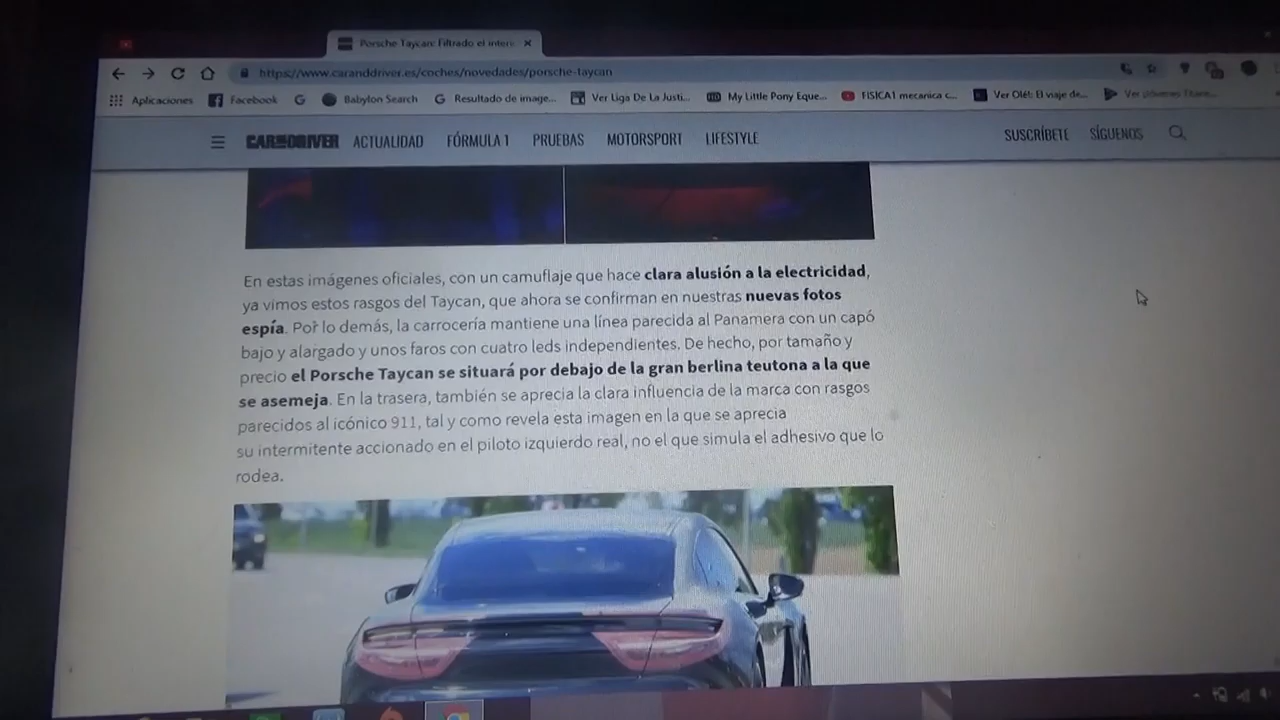 Porsche Taycan: Filtrado el inter
https://www.caranddriver.es/coches/novedades/porsche-taycan
Aplicaciones Facebook Babylon Search Resultado de image... Ver Liga De La Justi... My Little Pony Eque... FISICA1 mecanica c... Ver Olé!: El viaje de... Ver
CAR AND DRIVER ACTUALIDAD FÓRMULA 1 PRUEBAS MOTORSPORT LIFESTYLE SUSCRÍBETE SÍGUENOS
En estas imágenes oficiales, con un camuflaje que hace clara alusión a la electricidad,
ya vimos estos rasgos del Taycan, que ahora se confirman en nuestras nuevas fotos
espía. Por lo demás, la carrocería mantiene una línea parecida al Panamera con un capó
bajo y alargado y unos faros con cuatro leds independientes. De hecho, por tamaño y
precio el Porsche Taycan se situará por debajo de la gran berlina teutona a la que
se asemeja. En la trasera, también se aprecia la clara influencia de la marca con rasgos
parecidos al icónico 911, tal y como revela esta imagen en la que se aprecia
su intermitente accionado en el piloto izquierdo real, no el que simula el adhesivo que lo
rodea.